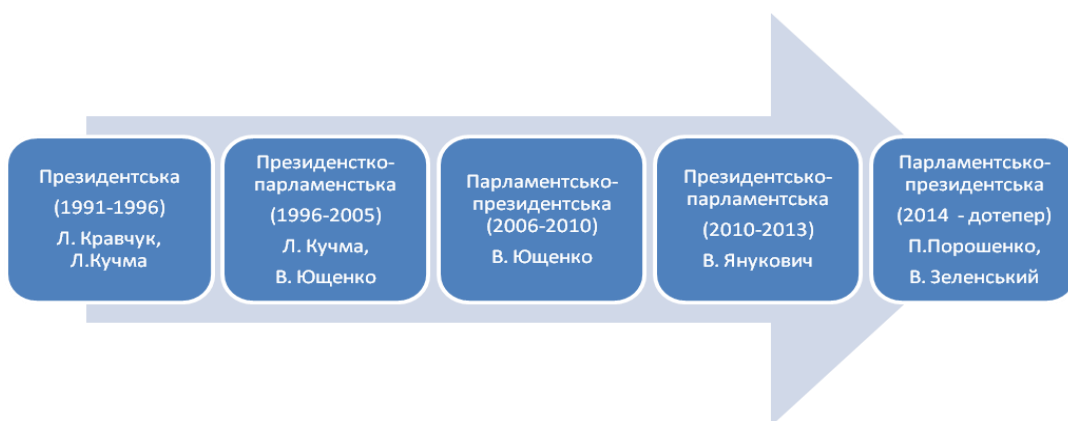 Президентська
(1991-1996)
Л. Кравчук,
Л.Кучма
Президенстко-
парламенстька
(1996-2005)
Л. Кучма,
В. Ющенко
Парламентсько-
президентська
(2006-2010)
В. Ющенко
Президентсько-
парламентська
(2010-2013)
В. Янукович
Парламентсько-
президентська
(2014 - дотепер)
П.Порошенко,
В. Зеленський